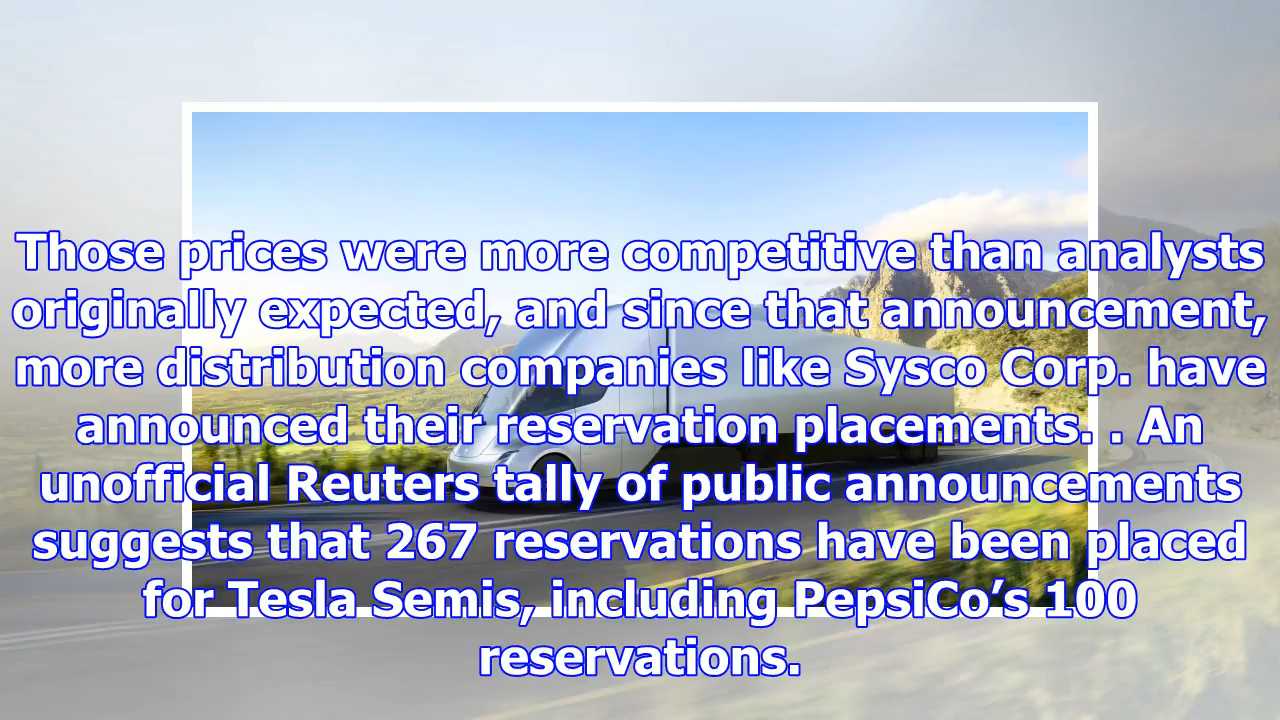 Those prices were more competitive than analysts
originally expected, and since that announcement,
more distribution companies like Sysco Corp. have
announced their reservation placements. . An
unofficial Reuters tally of public announcements
suggests that 267 reservations have been placed
for Tesla Semis, including PepsiCo’s 100
reservations.